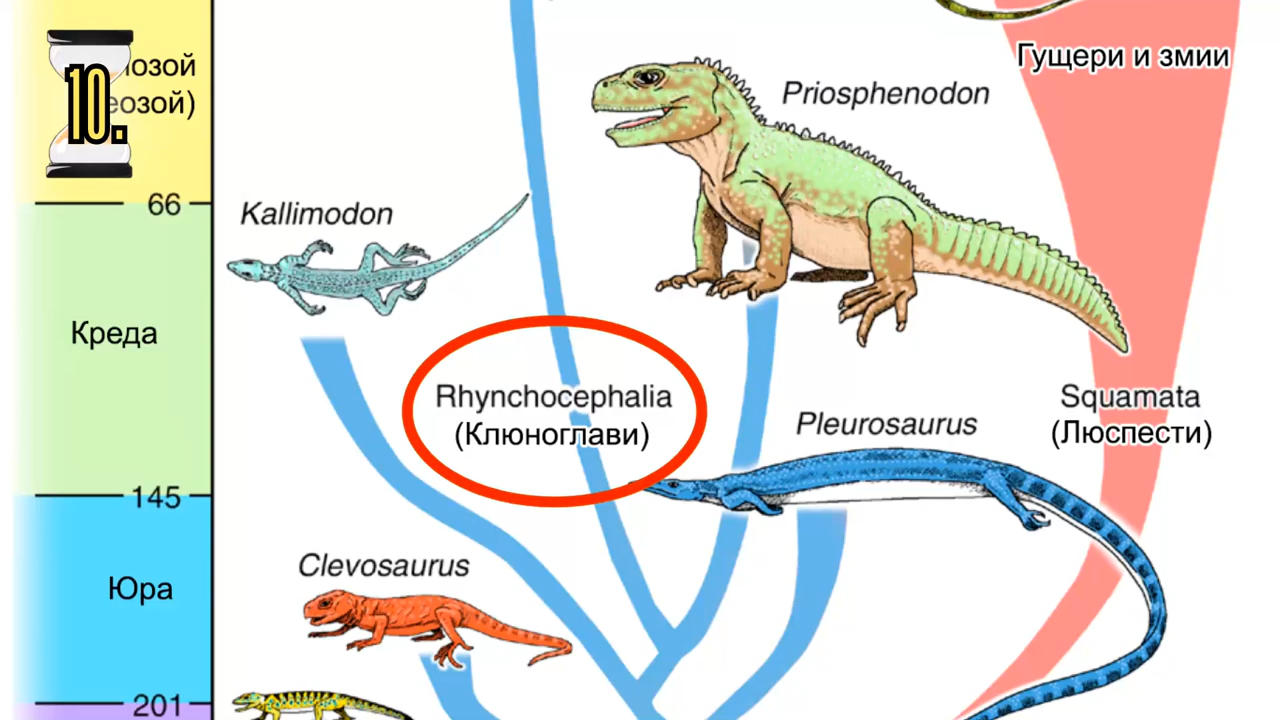 10.
Гущери и змии
Priosphenodon
66
Kallimodon
Креда
Rhynchocephalia
(Клюноглави)
Squamata
(Люспести)
Pleurosaurus
145
Clevosaurus
Юра
201